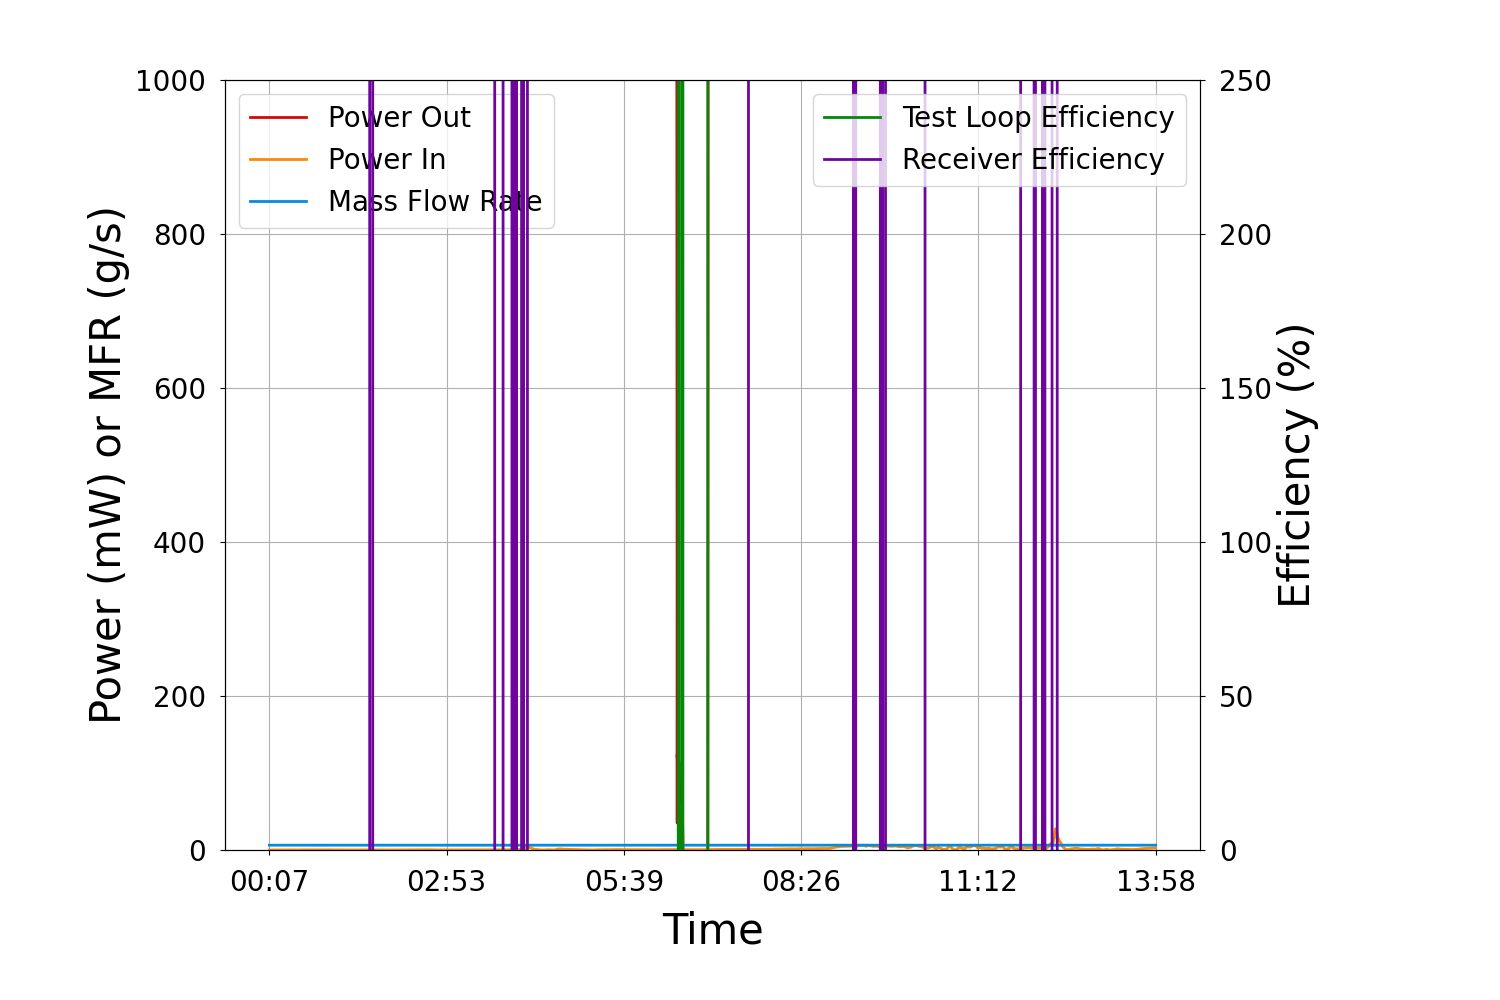 1000
800
600
400
200
0
Power (mW) or MFR (g/s)
Power Out
Power In
Mass Flow Rate
Test Loop Efficiency
Receiver Efficiency
250
200
150
100
50
0
Efficiency (%)
00:07 02:53 05:39 08:26 11:12 13:58
Time